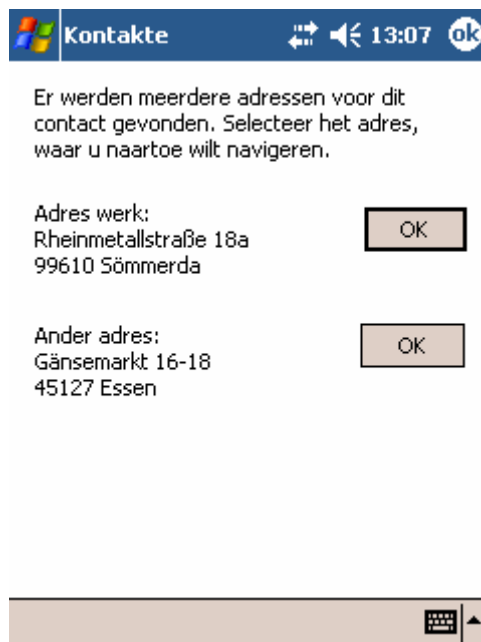 Kontakte 13:07 ok
Er werden meerdere adressen voor dit
contact gevonden. Selecteer het adres,
waar u naartoe wilt navigeren.
Adres werk:
Rheinmetallstraße 18a
99610 Sömmerda
OK
Ander adres:
Gänsemarkt 16-18
45127 Essen
OK